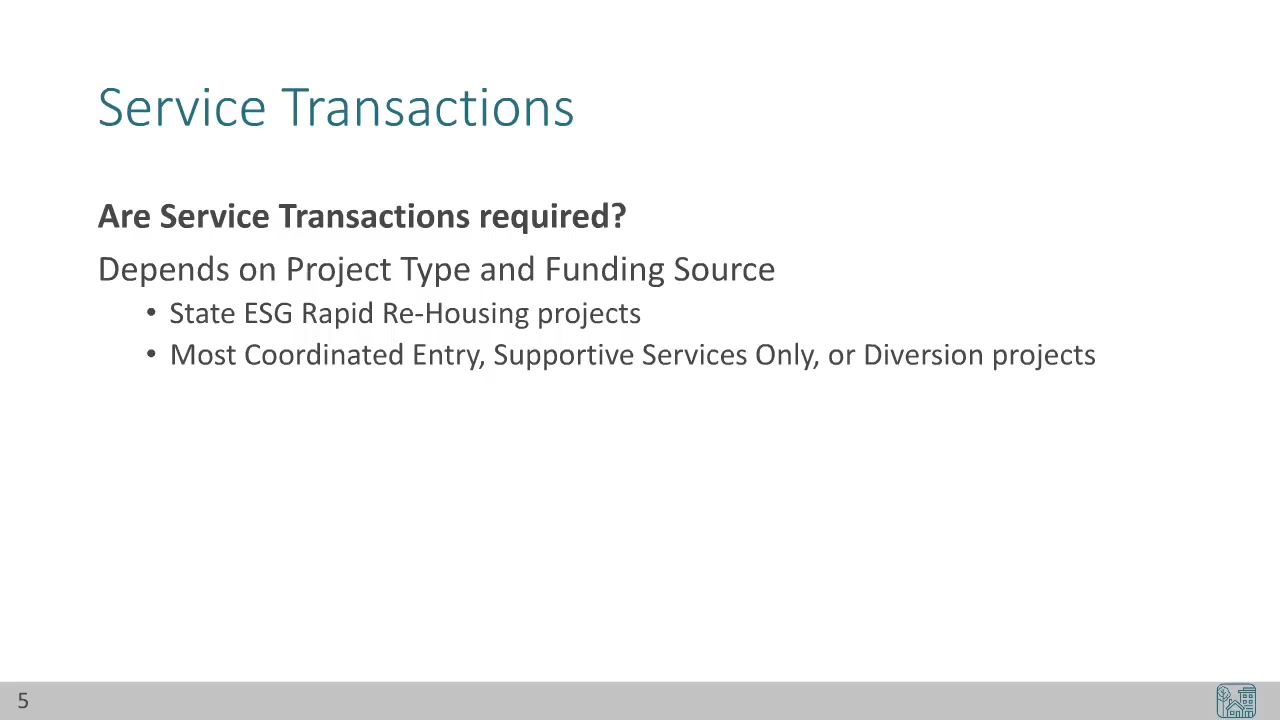 Service Transactions
Are Service Transactions required?
Depends on Project Type and Funding Source
• State ESG Rapid Re-Housing projects
• Most Coordinated Entry, Supportive Services Only, or Diversion projects
5